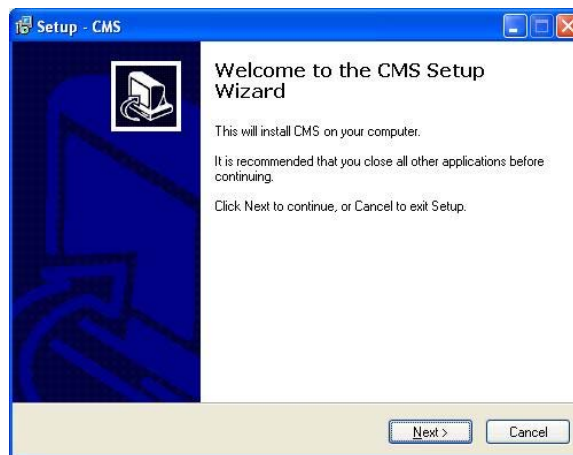 Setup - CMS
Welcome to the CMS Setup
Wizard
This will install CMS on your computer.
It is recommended that you close all other applications before
continuing.
Click Next to continue, or Cancel to exit Setup.
Next >
Cancel